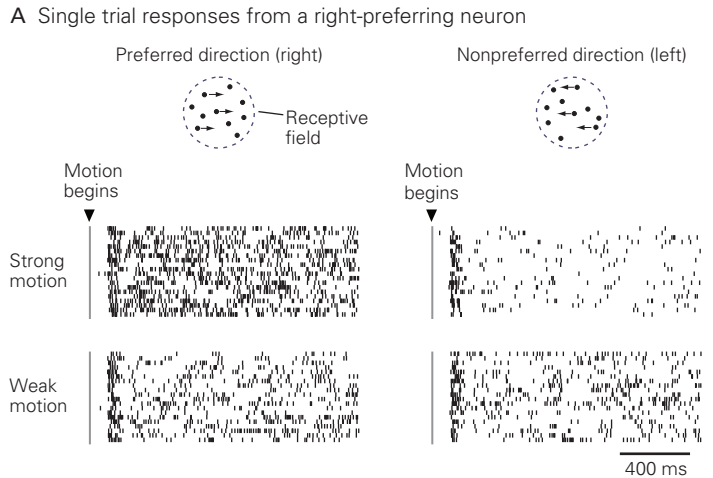 A Single trial responses from a right-preferring neuron
Preferred direction (right)
Nonpreferred direction (left)
Receptive
field
Motion
begins
Motion
begins
Strong
motion
Weak
motion
400 ms